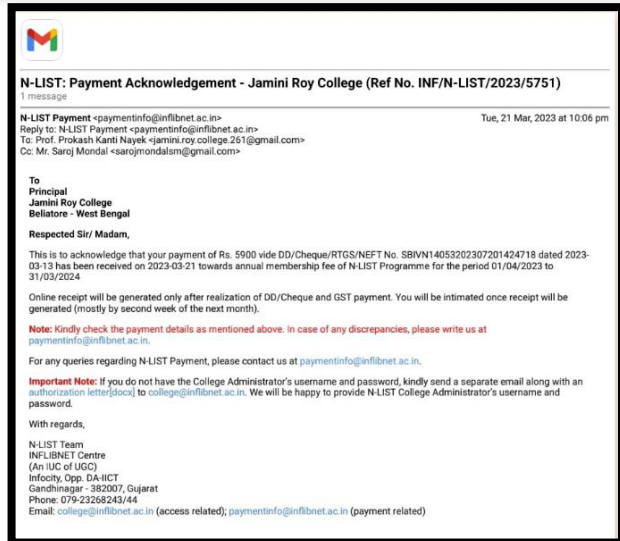 N-LIST: Payment Acknowledgement - Jamini Roy College (Ref No. INF/N-LIST/2023/5751)
1 message
N-LIST Payment <paymentinfo@inflibnet.ac.in>
Tue, 21 Mar, 2023 at 10:06 pm
Reply to: N-LIST Payment <paymentinfo@inflibnet.ac.in>
To: Prof. Prokash Kanti Nayek <jamini.roy.college.261@gmail.com>
Cc: Mr. Saroj Mondal <sarojmondalsm@gmail.com>
To
Principal
Jamini Roy College
Beliatore - West Bengal
Respected Sir/ Madam,
This is to acknowledge that your payment of Rs. 5900 vide DD/Cheque/RTGS/NEFT No. SBIVN14053202307201424718 dated 2023-
03-13 has been received on 2023-03-21 towards annual membership fee of N-LIST Programme for the period 01/04/2023 to
31/03/2024
Online receipt will be generated only after realization of DD/Cheque and GST payment. You will be intimated once receipt will be
generated (mostly by second week of the next month).
Note: Kindly check the payment details as mentioned above. In case of any discrepancies, please write us at
paymentinfo@inflibnet.ac.in.
For any queries regarding N-LIST Payment, please contact us at paymentinfo@inflibnet.ac.in.
Important Note: If you do not have the College Administrator's username and password, kindly send a separate email along with an
authorization letter[docx] to college@inflibnet.ac.in. We will be happy to provide N-LIST College Administrator's username and
password.
With regards,
N-LIST Team
INFLIBNET Centre
(An IUC of UGC)
Infocity, Opp. DA-IICT
Gandhinagar - 382007, Gujarat
Phone: 079-23268243/44
Email: college@inflibnet.ac.in (access related); paymentinfo@inflibnet.ac.in (payment related)